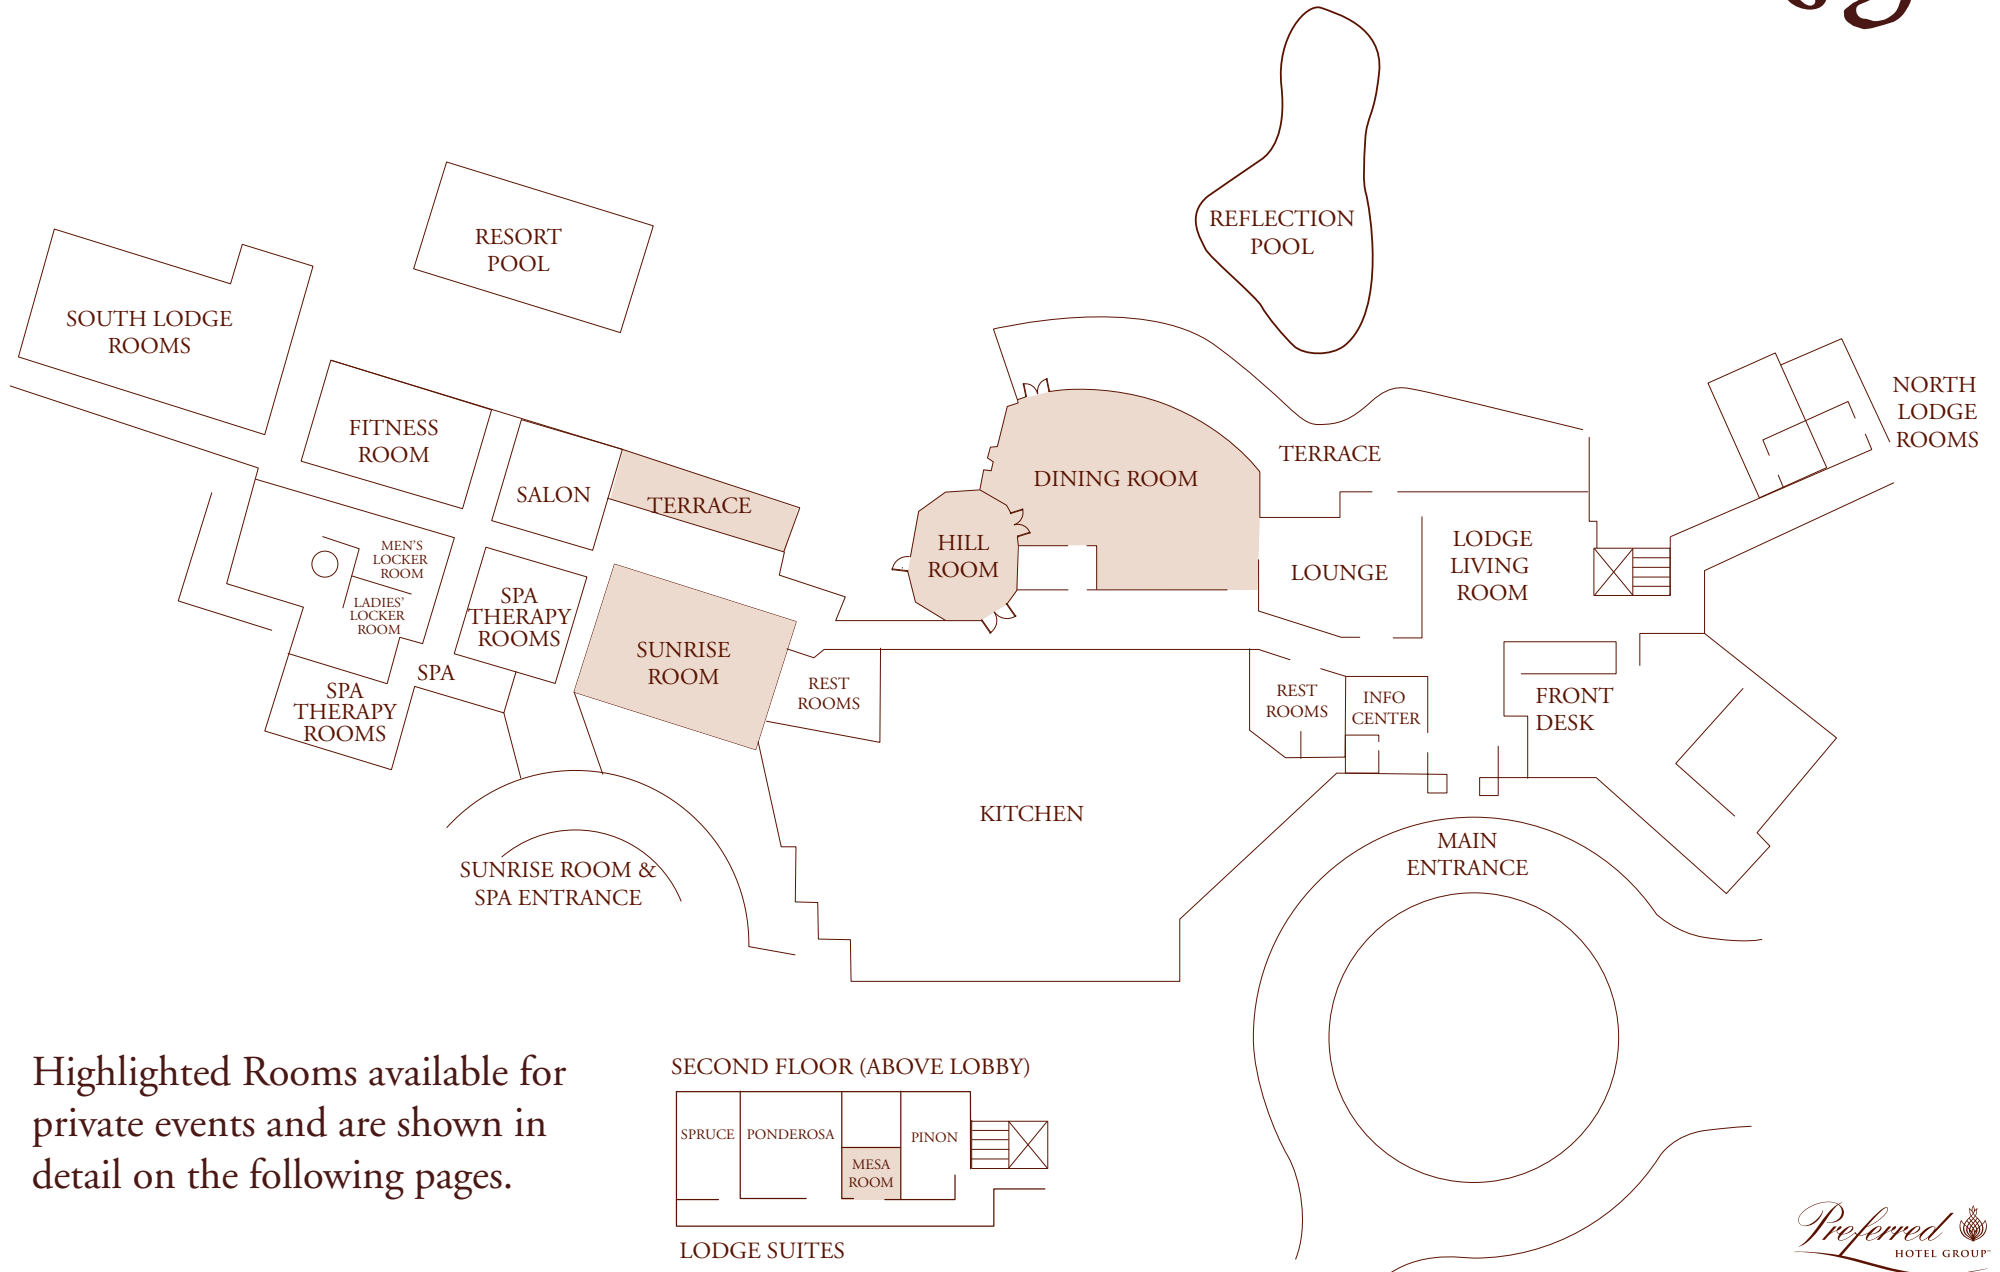 REFLECTION
POOL
RESORT
POOL
SOUTH LODGE
ROOMS
NORTH
LODGE
ROOMS
FITNESS
ROOM
SALON
TERRACE
DINING ROOM
TERRACE
HILL
ROOM
LOUNGE
LODGE
LIVING
ROOM
MEN'S
LOCKER
ROOM
LADIES'
LOCKER
ROOM
SPA
THERAPY
ROOMS
SUNRISE
ROOM
SPA
SPA
THERAPY
ROOMS
REST
ROOMS
REST
ROOMS
INFO
CENTER
FRONT
DESK
KITCHEN
MAIN
ENTRANCE
SUNRISE ROOM &
SPA ENTRANCE
Highlighted Rooms available for
private events and are shown in
detail on the following pages.
SECOND FLOOR (ABOVE LOBBY)
SPRUCE
PONDEROSA
PINON
MESA
ROOM
LODGE SUITES
Preferred
HOTEL GROUP™